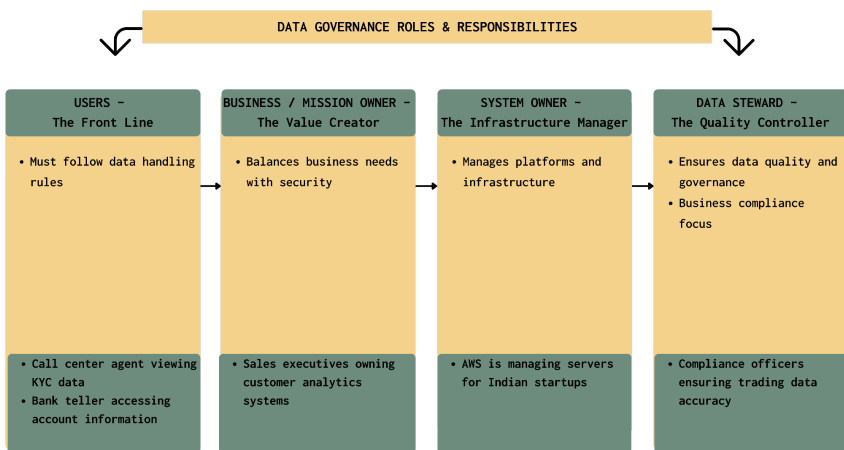 DATA GOVERNANCE ROLES & RESPONSIBILITIES
USERS –
The Front Line
• Must follow data handling
rules
• Call center agent viewing
KYC data
• Bank teller accessing
account information
BUSINESS / MISSION OWNER –
The Value Creator
• Balances business needs
with security
• Sales executives owning
customer analytics
systems
SYSTEM OWNER –
The Infrastructure Manager
• Manages platforms and
infrastructure
• AWS is managing servers
for Indian startups
DATA STEWARD –
The Quality Controller
• Ensures data quality and
governance
• Business compliance
focus
• Compliance officers
ensuring trading data
accuracy